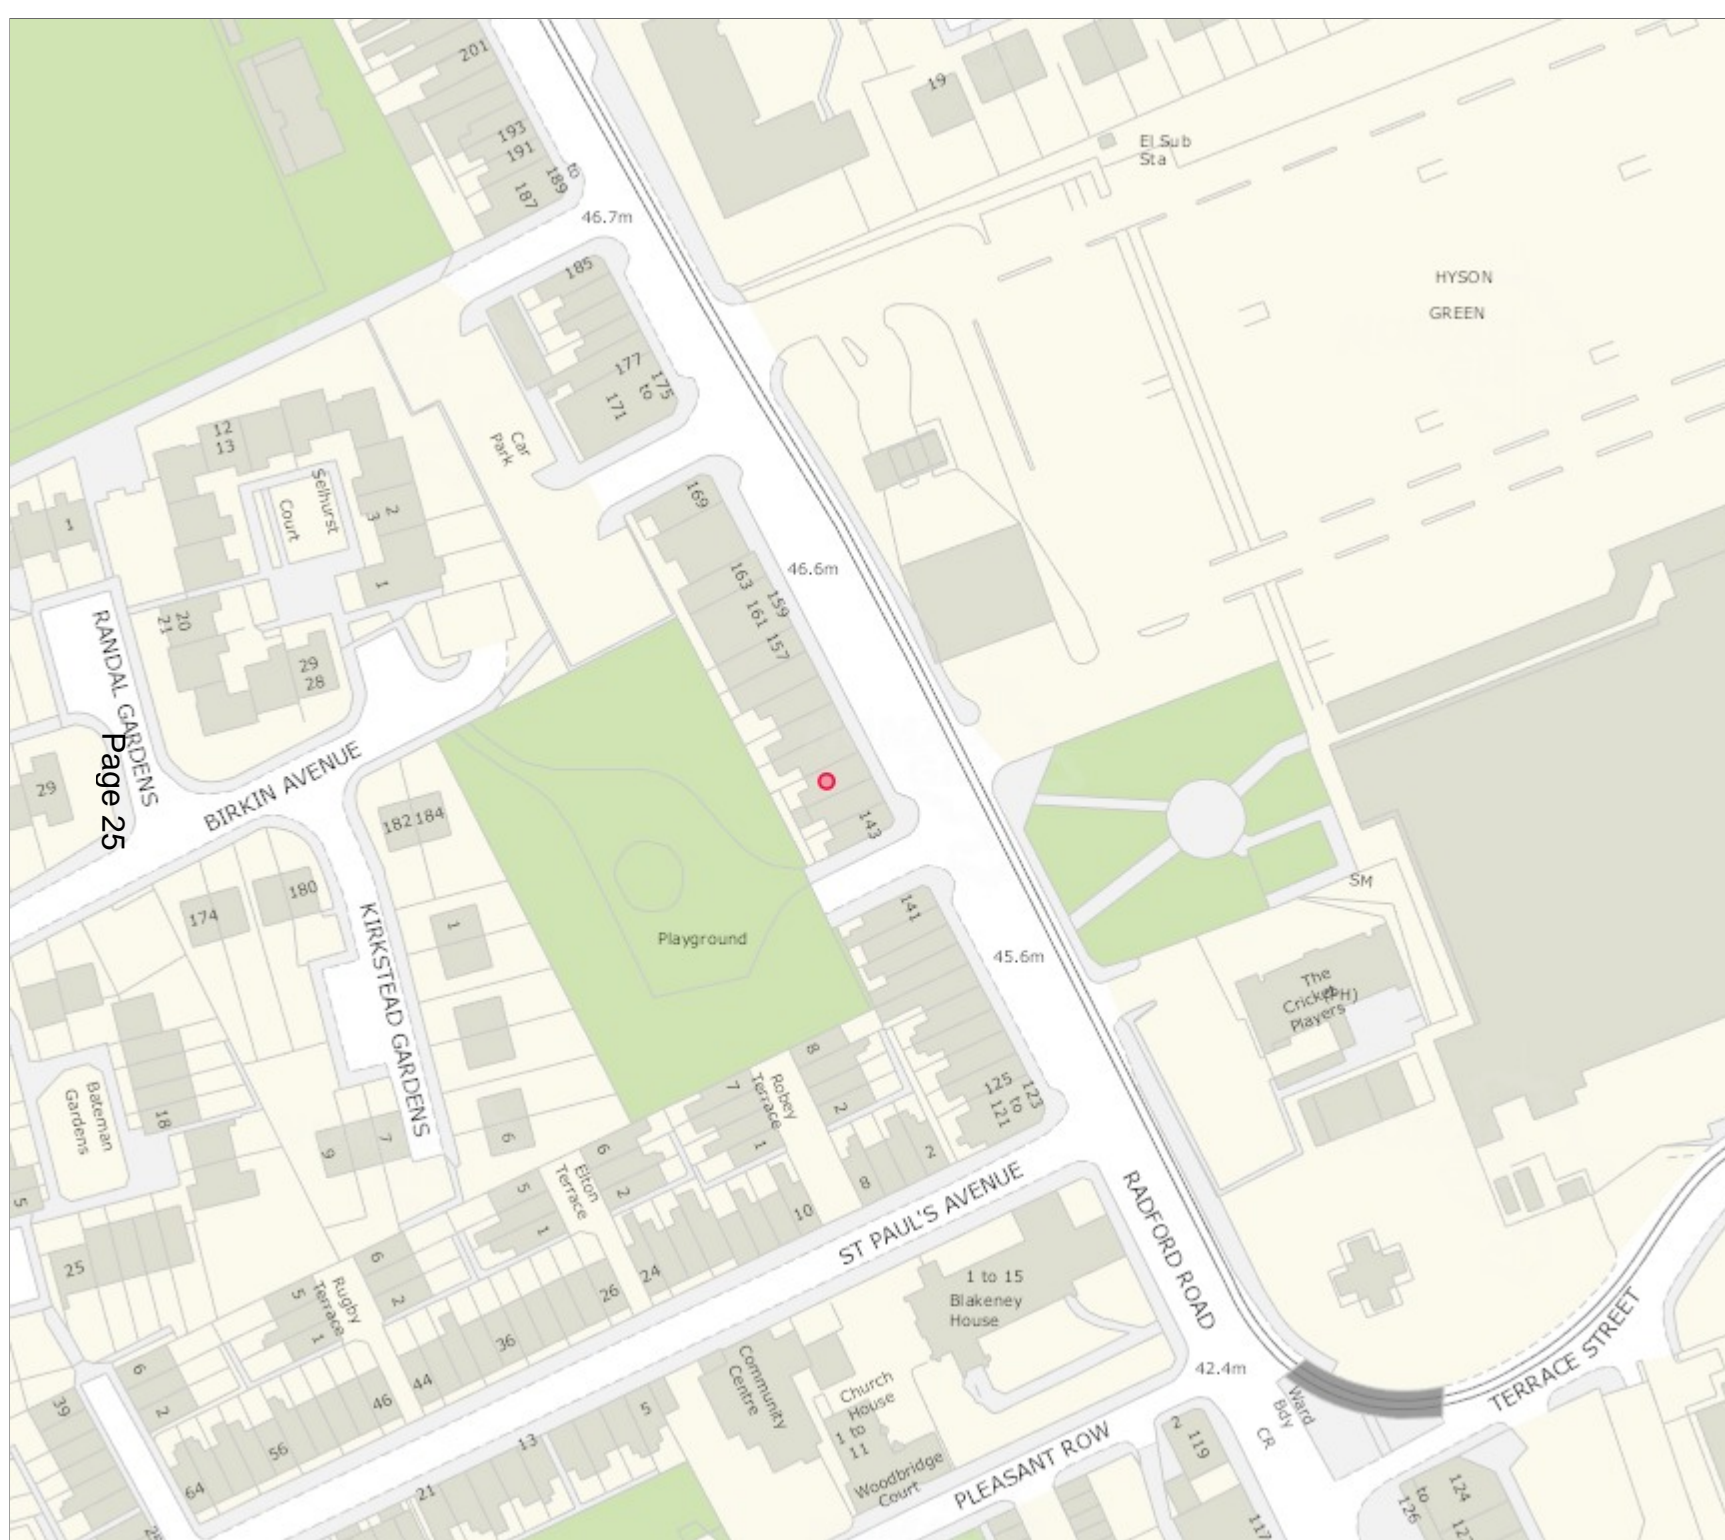 201
193
191
189
to
187
46.7m
19
El Sub
Sta
HYSON
GREEN
185
177
175
to
171
Car
Park
12
13
Selhurst
Court
2
3
1
1
169
46.6m
163
159
161
157
20
21
29
28
RANDAL GARDENS
Page 25
BIRKIN AVENUE
29
182
184
143
180
174
KIRKSTEAD GARDENS
1
Playground
141
45.6m
SM
The
Cricket
(PH)
Players
Bateman
Gardens
18
9
7
6
5
25
8
7
Robey
Terrace
2
1
125
to
123
121
2
8
10
6
Elton
Terrace
2
5
1
ST PAUL'S AVENUE
RADFORD ROAD
24
26
36
44
46
6
2
Rugby
Terrace
5
1
6
2
39
56
64
1 to 15
Blakeney
House
Community
Centre
Church
House
1 to
11
Woodbridge
Court
5
13
21
42.4m
Ward
Bdy
CR
TERRACE STREET
PLEASANT ROW
2
119
117
124
to
126